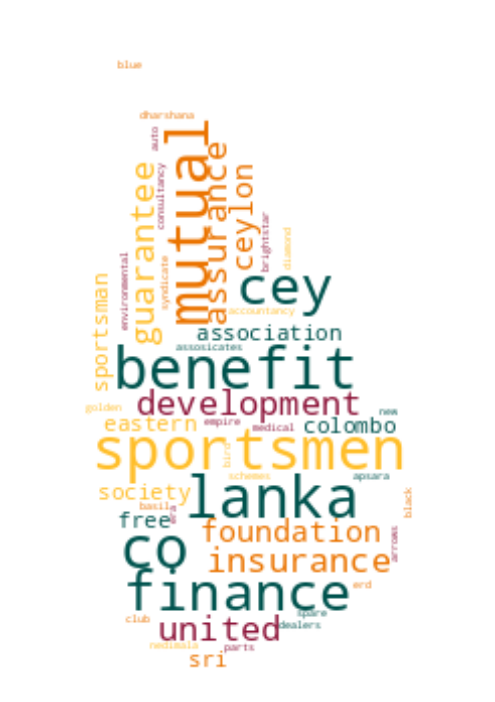 blue
dharshana
auto
mutual
assurance
guarantee
consultancy
ceylon
brightstar
diamond
environmental
syndicate
sportsman
cey
accountancy
association
assosicates
benefit
development
golden
new
eastern
empire
medical
colombo
sportsmen
bird
schemes
apsara
lanka
society
black
basil
era
free
foundation
co
arrows
insurance
finance
erd
spare
club
united
dealers
nedimala
parts
sri